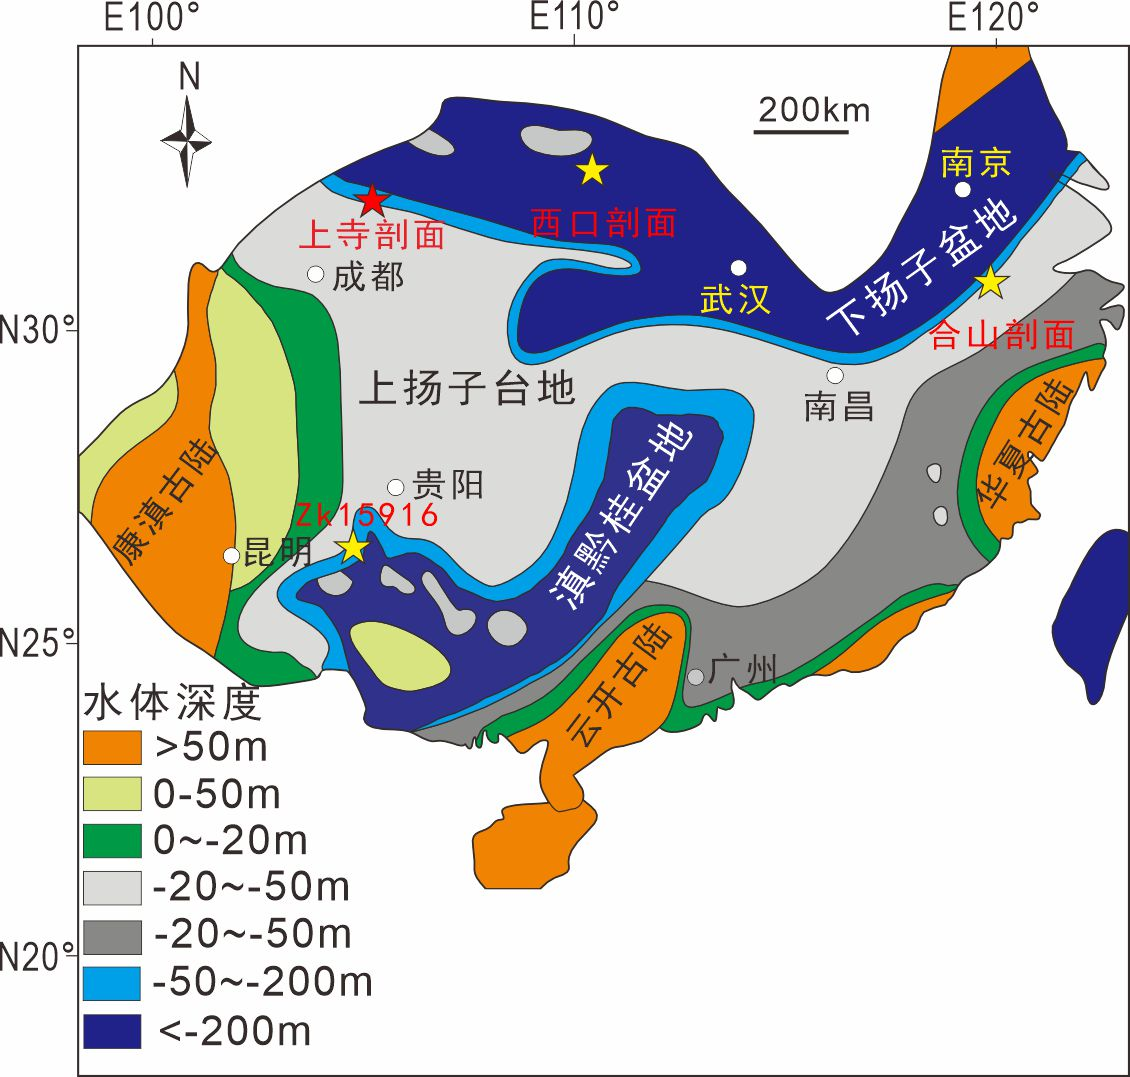 E100° E110° E120°
N
200km
南京
西口剖面
上寺剖面
下扬子盆地
成都
武汉
N30°
合山剖面
上扬子台地
南昌
华夏古陆
滇黔桂盆地
康滇古陆
贵阳
Zk15916
昆明
N25°
云开古陆
广州
水体深度
>50m
0-50m
0~-20m
-20~-50m
-20~-50m
N20°
-50~-200m
<-200m